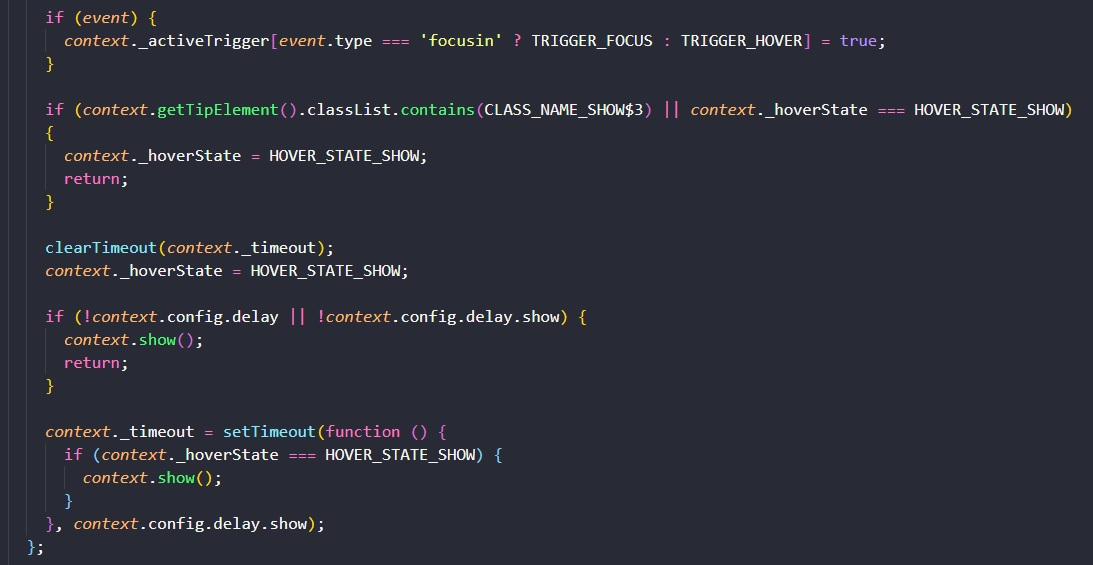 if (event) {
context._activeTrigger[event.type === 'focusin' ? TRIGGER_FOCUS : TRIGGER_HOVER] = true;
}
if (context.getTipElement().classList.contains(CLASS_NAME_SHOW$3) || context._hoverState === HOVER_STATE_SHOW)
{
context._hoverState = HOVER_STATE_SHOW;
return;
}
clearTimeout(context._timeout);
context._hoverState = HOVER_STATE_SHOW;
if (!context.config.delay || !context.config.delay.show) {
context.show();
return;
}
context._timeout = setTimeout(function () {
if (context._hoverState === HOVER_STATE_SHOW) {
context.show();
}
}, context.config.delay.show);
};